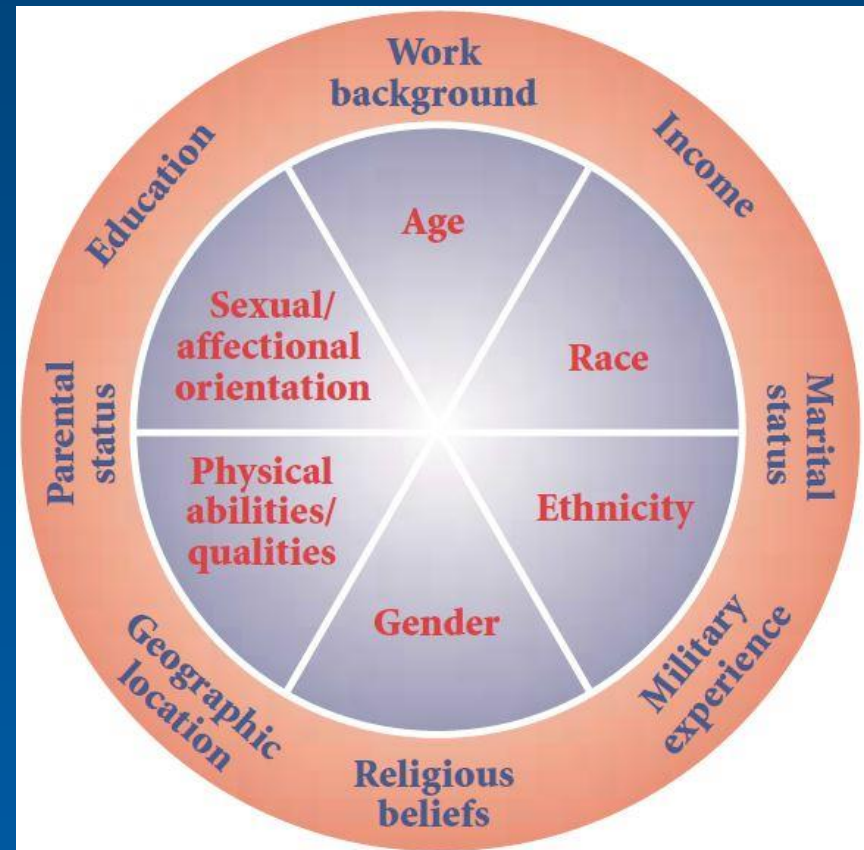 Work
background
Income
Marital
status
Military
experience
Religious
beliefs
Geographic
location
Parental
status
Education
Age
Race
Ethnicity
Gender
Physical
abilities/
qualities
Sexual/
affectional
orientation